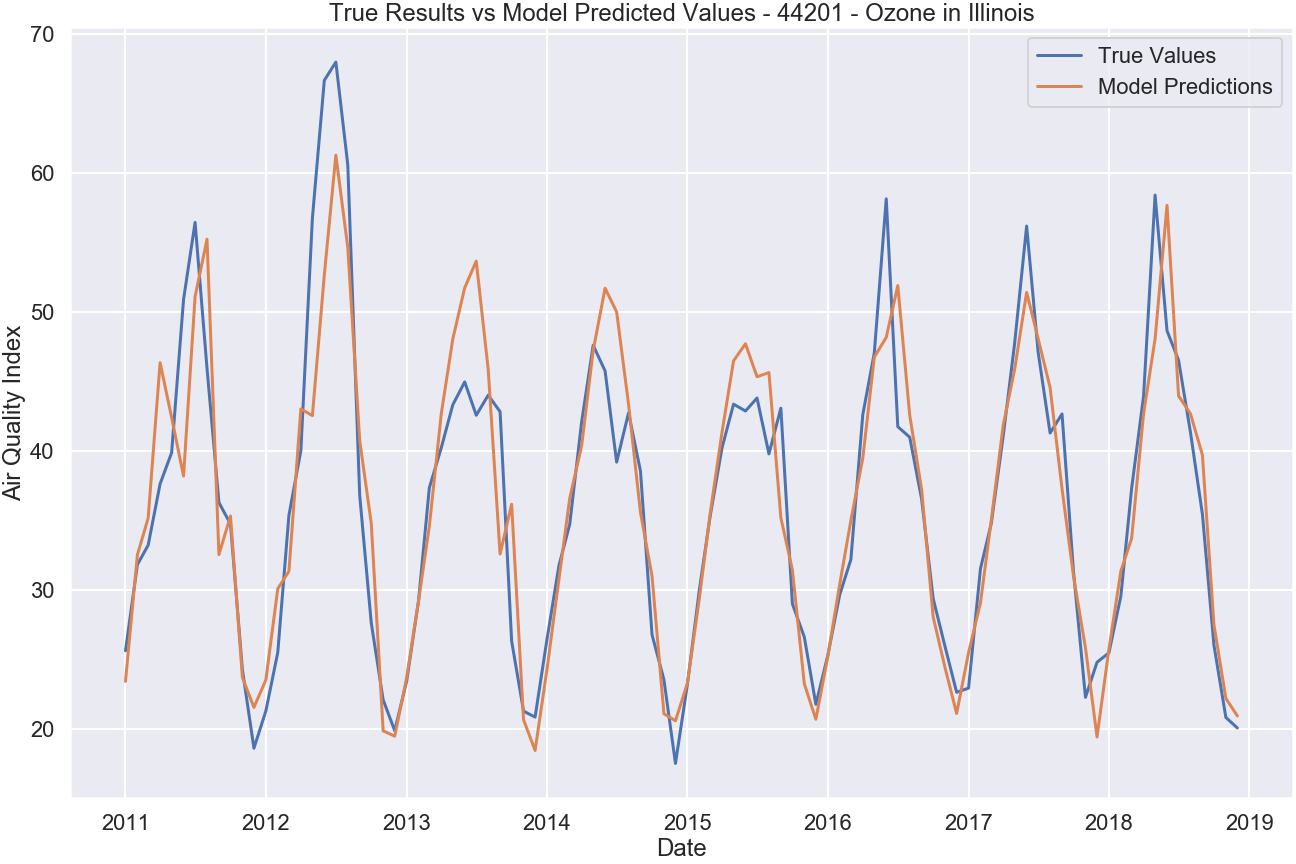 True Results vs Model Predicted Values - 44201 - Ozone in Illinois
True Values
Model Predictions
70
60
50
40
30
20
Air Quality Index
2011 2012 2013 2014 2015 2016 2017 2018 2019
Date